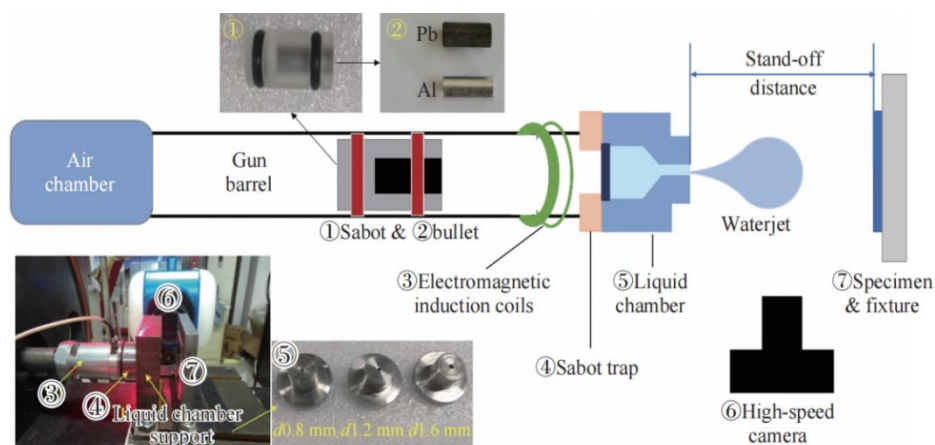 ①
②
Pb
Al
Stand-off
distance
Air
chamber
Gun
barrel
Waterjet
①Sabot & ②bullet
③Electromagnetic
induction coils
⑤Liquid
chamber
⑦Specimen
& fixture
④Sabot trap
⑥High-speed
camera
⑥
⑦
③
④
Liquid chamber
support
⑤
d0.8 mm d1.2 mm d1.6 mm